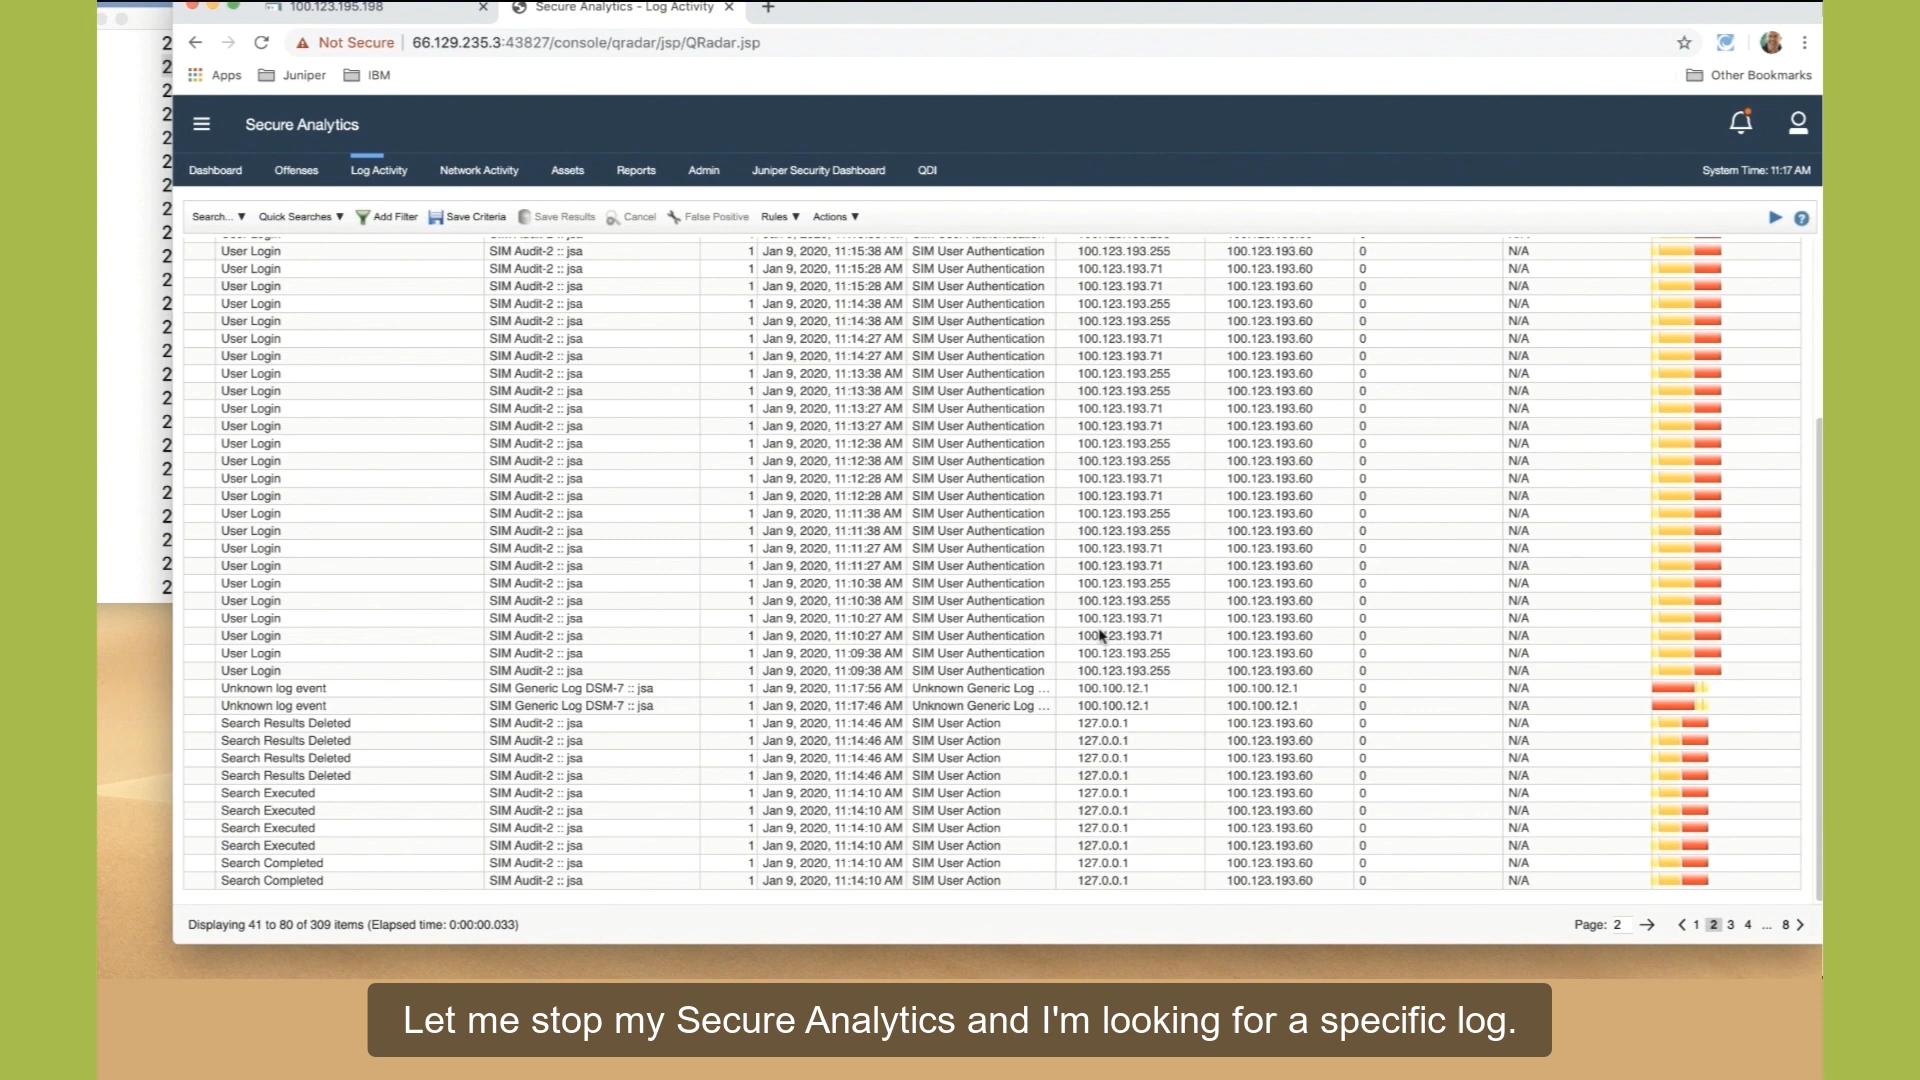 100.123.195.198
Secure Analytics - Log Activity
Not Secure 66.129.235.3:43827/console/qradar/jsp/QRadar.jsp
Apps Juniper IBM Other Bookmarks
Secure Analytics
Dashboard Offenses Log Activity Network Activity Assets Reports Admin Juniper Security Dashboard QDI System Time: 11:17 AM
Search... ▼ Quick Searches ▼ Add Filter Save Criteria Save Results Cancel False Positive Rules ▼ Actions ▼
User Login SIM Audit-2 :: jsa 1 Jan 9, 2020, 11:15:38 AM SIM User Authentication 100.123.193.255 100.123.193.60 0 N/A
User Login SIM Audit-2 :: jsa 1 Jan 9, 2020, 11:15:28 AM SIM User Authentication 100.123.193.71 100.123.193.60 0 N/A
User Login SIM Audit-2 :: jsa 1 Jan 9, 2020, 11:15:28 AM SIM User Authentication 100.123.193.71 100.123.193.60 0 N/A
User Login SIM Audit-2 :: jsa 1 Jan 9, 2020, 11:14:38 AM SIM User Authentication 100.123.193.255 100.123.193.60 0 N/A
User Login SIM Audit-2 :: jsa 1 Jan 9, 2020, 11:14:38 AM SIM User Authentication 100.123.193.255 100.123.193.60 0 N/A
User Login SIM Audit-2 :: jsa 1 Jan 9, 2020, 11:14:27 AM SIM User Authentication 100.123.193.71 100.123.193.60 0 N/A
User Login SIM Audit-2 :: jsa 1 Jan 9, 2020, 11:14:27 AM SIM User Authentication 100.123.193.71 100.123.193.60 0 N/A
User Login SIM Audit-2 :: jsa 1 Jan 9, 2020, 11:13:38 AM SIM User Authentication 100.123.193.255 100.123.193.60 0 N/A
User Login SIM Audit-2 :: jsa 1 Jan 9, 2020, 11:13:38 AM SIM User Authentication 100.123.193.255 100.123.193.60 0 N/A
User Login SIM Audit-2 :: jsa 1 Jan 9, 2020, 11:13:27 AM SIM User Authentication 100.123.193.71 100.123.193.60 0 N/A
User Login SIM Audit-2 :: jsa 1 Jan 9, 2020, 11:13:27 AM SIM User Authentication 100.123.193.71 100.123.193.60 0 N/A
User Login SIM Audit-2 :: jsa 1 Jan 9, 2020, 11:12:38 AM SIM User Authentication 100.123.193.255 100.123.193.60 0 N/A
User Login SIM Audit-2 :: jsa 1 Jan 9, 2020, 11:12:38 AM SIM User Authentication 100.123.193.255 100.123.193.60 0 N/A
User Login SIM Audit-2 :: jsa 1 Jan 9, 2020, 11:12:28 AM SIM User Authentication 100.123.193.71 100.123.193.60 0 N/A
User Login SIM Audit-2 :: jsa 1 Jan 9, 2020, 11:12:28 AM SIM User Authentication 100.123.193.71 100.123.193.60 0 N/A
User Login SIM Audit-2 :: jsa 1 Jan 9, 2020, 11:11:38 AM SIM User Authentication 100.123.193.255 100.123.193.60 0 N/A
User Login SIM Audit-2 :: jsa 1 Jan 9, 2020, 11:11:38 AM SIM User Authentication 100.123.193.255 100.123.193.60 0 N/A
User Login SIM Audit-2 :: jsa 1 Jan 9, 2020, 11:11:27 AM SIM User Authentication 100.123.193.71 100.123.193.60 0 N/A
User Login SIM Audit-2 :: jsa 1 Jan 9, 2020, 11:11:27 AM SIM User Authentication 100.123.193.71 100.123.193.60 0 N/A
User Login SIM Audit-2 :: jsa 1 Jan 9, 2020, 11:10:38 AM SIM User Authentication 100.123.193.255 100.123.193.60 0 N/A
User Login SIM Audit-2 :: jsa 1 Jan 9, 2020, 11:10:38 AM SIM User Authentication 100.123.193.255 100.123.193.60 0 N/A
User Login SIM Audit-2 :: jsa 1 Jan 9, 2020, 11:10:27 AM SIM User Authentication 100.123.193.71 100.123.193.60 0 N/A
User Login SIM Audit-2 :: jsa 1 Jan 9, 2020, 11:10:27 AM SIM User Authentication 100.123.193.71 100.123.193.60 0 N/A
User Login SIM Audit-2 :: jsa 1 Jan 9, 2020, 11:09:38 AM SIM User Authentication 100.123.193.255 100.123.193.60 0 N/A
User Login SIM Audit-2 :: jsa 1 Jan 9, 2020, 11:09:38 AM SIM User Authentication 100.123.193.255 100.123.193.60 0 N/A
Unknown log event SIM Generic Log DSM-7 :: jsa 1 Jan 9, 2020, 11:17:56 AM Unknown Generic Log ... 100.100.12.1 100.100.12.1 0 N/A
Unknown log event SIM Generic Log DSM-7 :: jsa 1 Jan 9, 2020, 11:17:46 AM Unknown Generic Log ... 100.100.12.1 100.100.12.1 0 N/A
Search Results Deleted SIM Audit-2 :: jsa 1 Jan 9, 2020, 11:14:46 AM SIM User Action 127.0.0.1 100.123.193.60 0 N/A
Search Results Deleted SIM Audit-2 :: jsa 1 Jan 9, 2020, 11:14:46 AM SIM User Action 127.0.0.1 100.123.193.60 0 N/A
Search Results Deleted SIM Audit-2 :: jsa 1 Jan 9, 2020, 11:14:46 AM SIM User Action 127.0.0.1 100.123.193.60 0 N/A
Search Results Deleted SIM Audit-2 :: jsa 1 Jan 9, 2020, 11:14:46 AM SIM User Action 127.0.0.1 100.123.193.60 0 N/A
Search Executed SIM Audit-2 :: jsa 1 Jan 9, 2020, 11:14:10 AM SIM User Action 127.0.0.1 100.123.193.60 0 N/A
Search Executed SIM Audit-2 :: jsa 1 Jan 9, 2020, 11:14:10 AM SIM User Action 127.0.0.1 100.123.193.60 0 N/A
Search Executed SIM Audit-2 :: jsa 1 Jan 9, 2020, 11:14:10 AM SIM User Action 127.0.0.1 100.123.193.60 0 N/A
Search Executed SIM Audit-2 :: jsa 1 Jan 9, 2020, 11:14:10 AM SIM User Action 127.0.0.1 100.123.193.60 0 N/A
Search Completed SIM Audit-2 :: jsa 1 Jan 9, 2020, 11:14:10 AM SIM User Action 127.0.0.1 100.123.193.60 0 N/A
Search Completed SIM Audit-2 :: jsa 1 Jan 9, 2020, 11:14:10 AM SIM User Action 127.0.0.1 100.123.193.60 0 N/A
Displaying 41 to 80 of 309 items (Elapsed time: 0:00:00.033) Page: 2 → < 1 2 3 4 ... 8 >
Let me stop my Secure Analytics and I'm looking for a specific log.